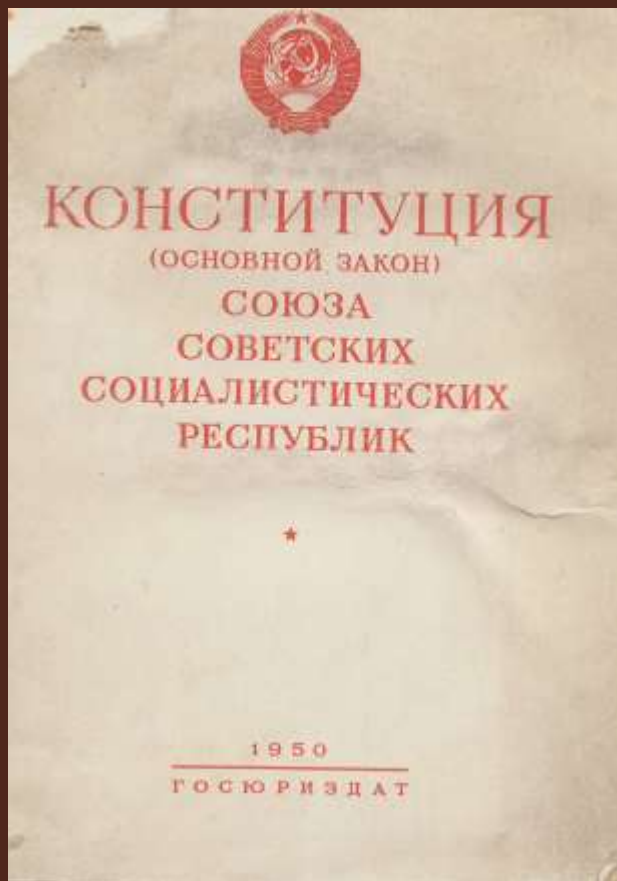 КОНСТИТУЦИЯ
(ОСНОВНОЙ ЗАКОН)
СОЮЗА
СОВЕТСКИХ
СОЦИАЛИСТИЧЕСКИХ
РЕСПУБЛИК
1950
ГОСЮРИЗДАТ